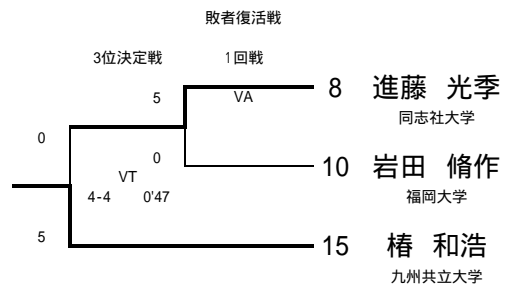 敗者復活戦
3位決定戦 1回戦
5 VA 8 進藤 光季
同志社大学
0
0 10 岩田 脩作
VT
4-4 0'47 福岡大学
5 15 椿 和浩
九州共立大学